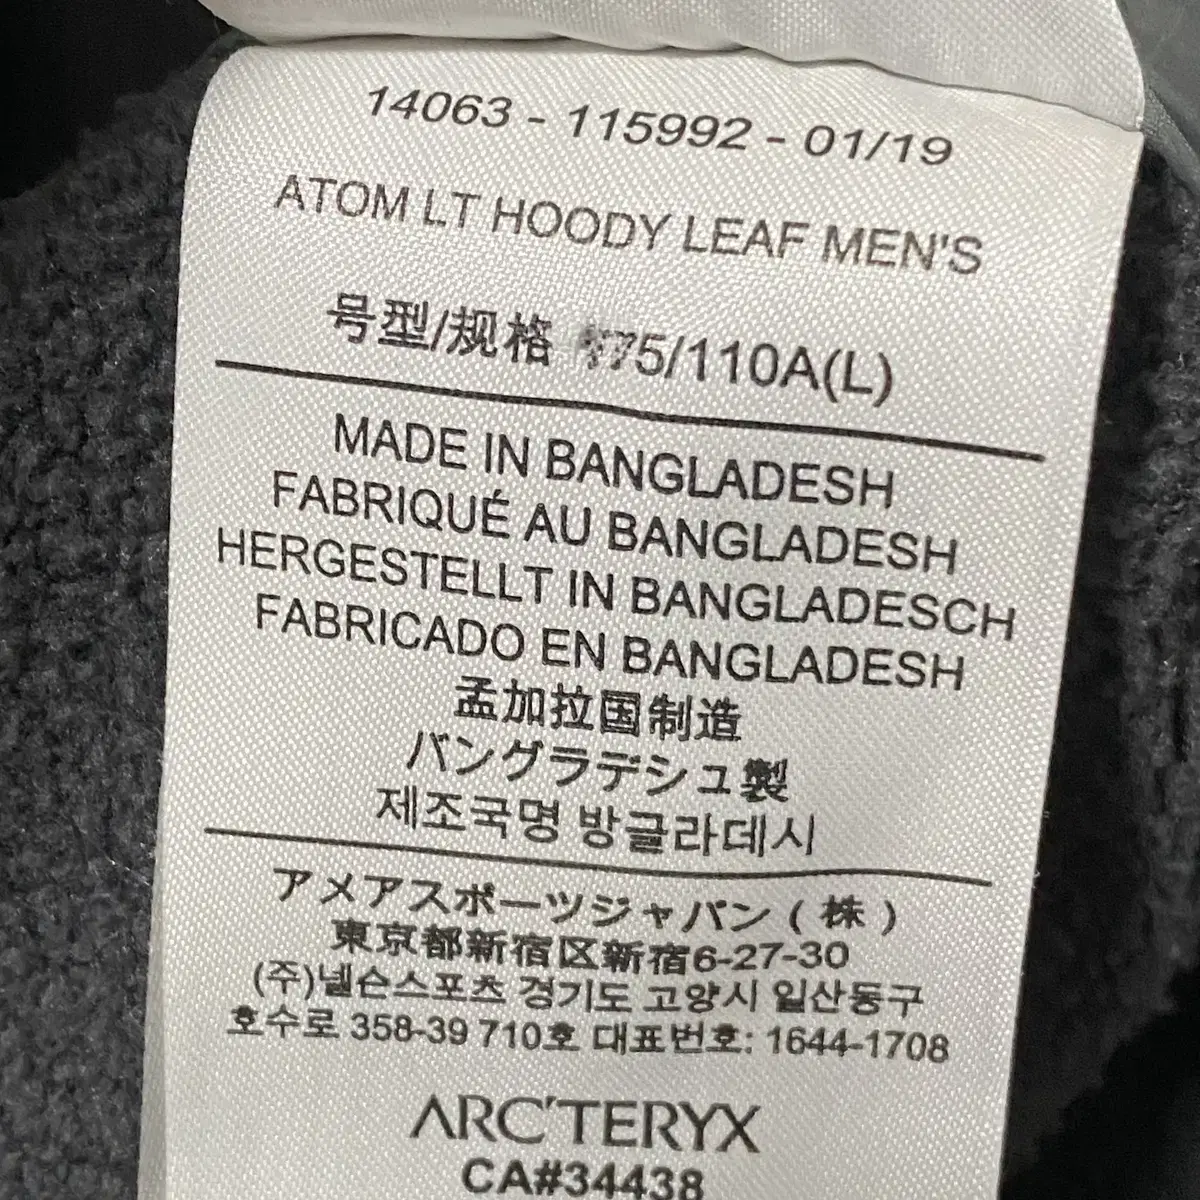 14063 - 115992 - 01/19
ATOM LT HOODY LEAF MEN'S
号型/规格 175/110A(L)
MADE IN BANGLADESH
FABRIQUÉ AU BANGLADESH
HERGESTELLT IN BANGLADESCH
FABRICADO EN BANGLADESH
孟加拉国制造
バングラデシュ製
제조국명 방글라데시
アメアスポーツジャパン ( 株 )
東京都新宿区新宿6-27-30
(주)넬슨스포츠 경기도 고양시 일산동구
호수로 358-39 710호 대표번호: 1644-1708
ARC'TERYX
CA#34438